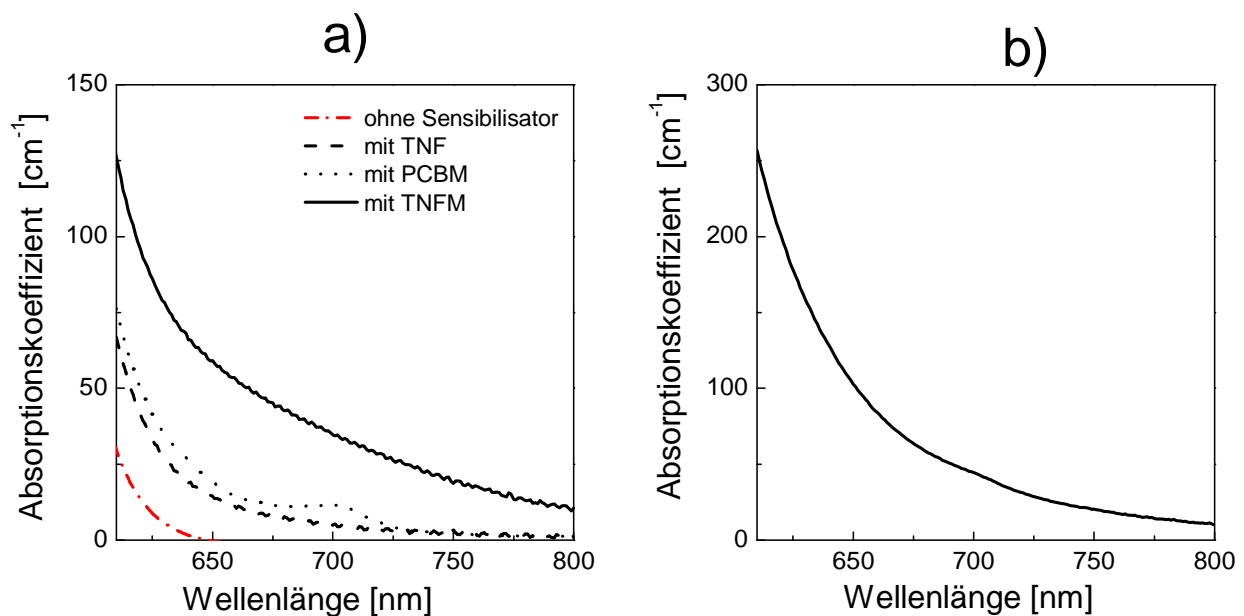 a)
150
100
50
0
650
700
750
800
Absorptionskoeffizient [cm-1]
Wellenlänge [nm]
ohne Sensibilisator
mit TNF
mit PCBM
mit TNFM
b)
300
200
100
0
650
700
750
800
Absorptionskoeffizient [cm-1]
Wellenlänge [nm]